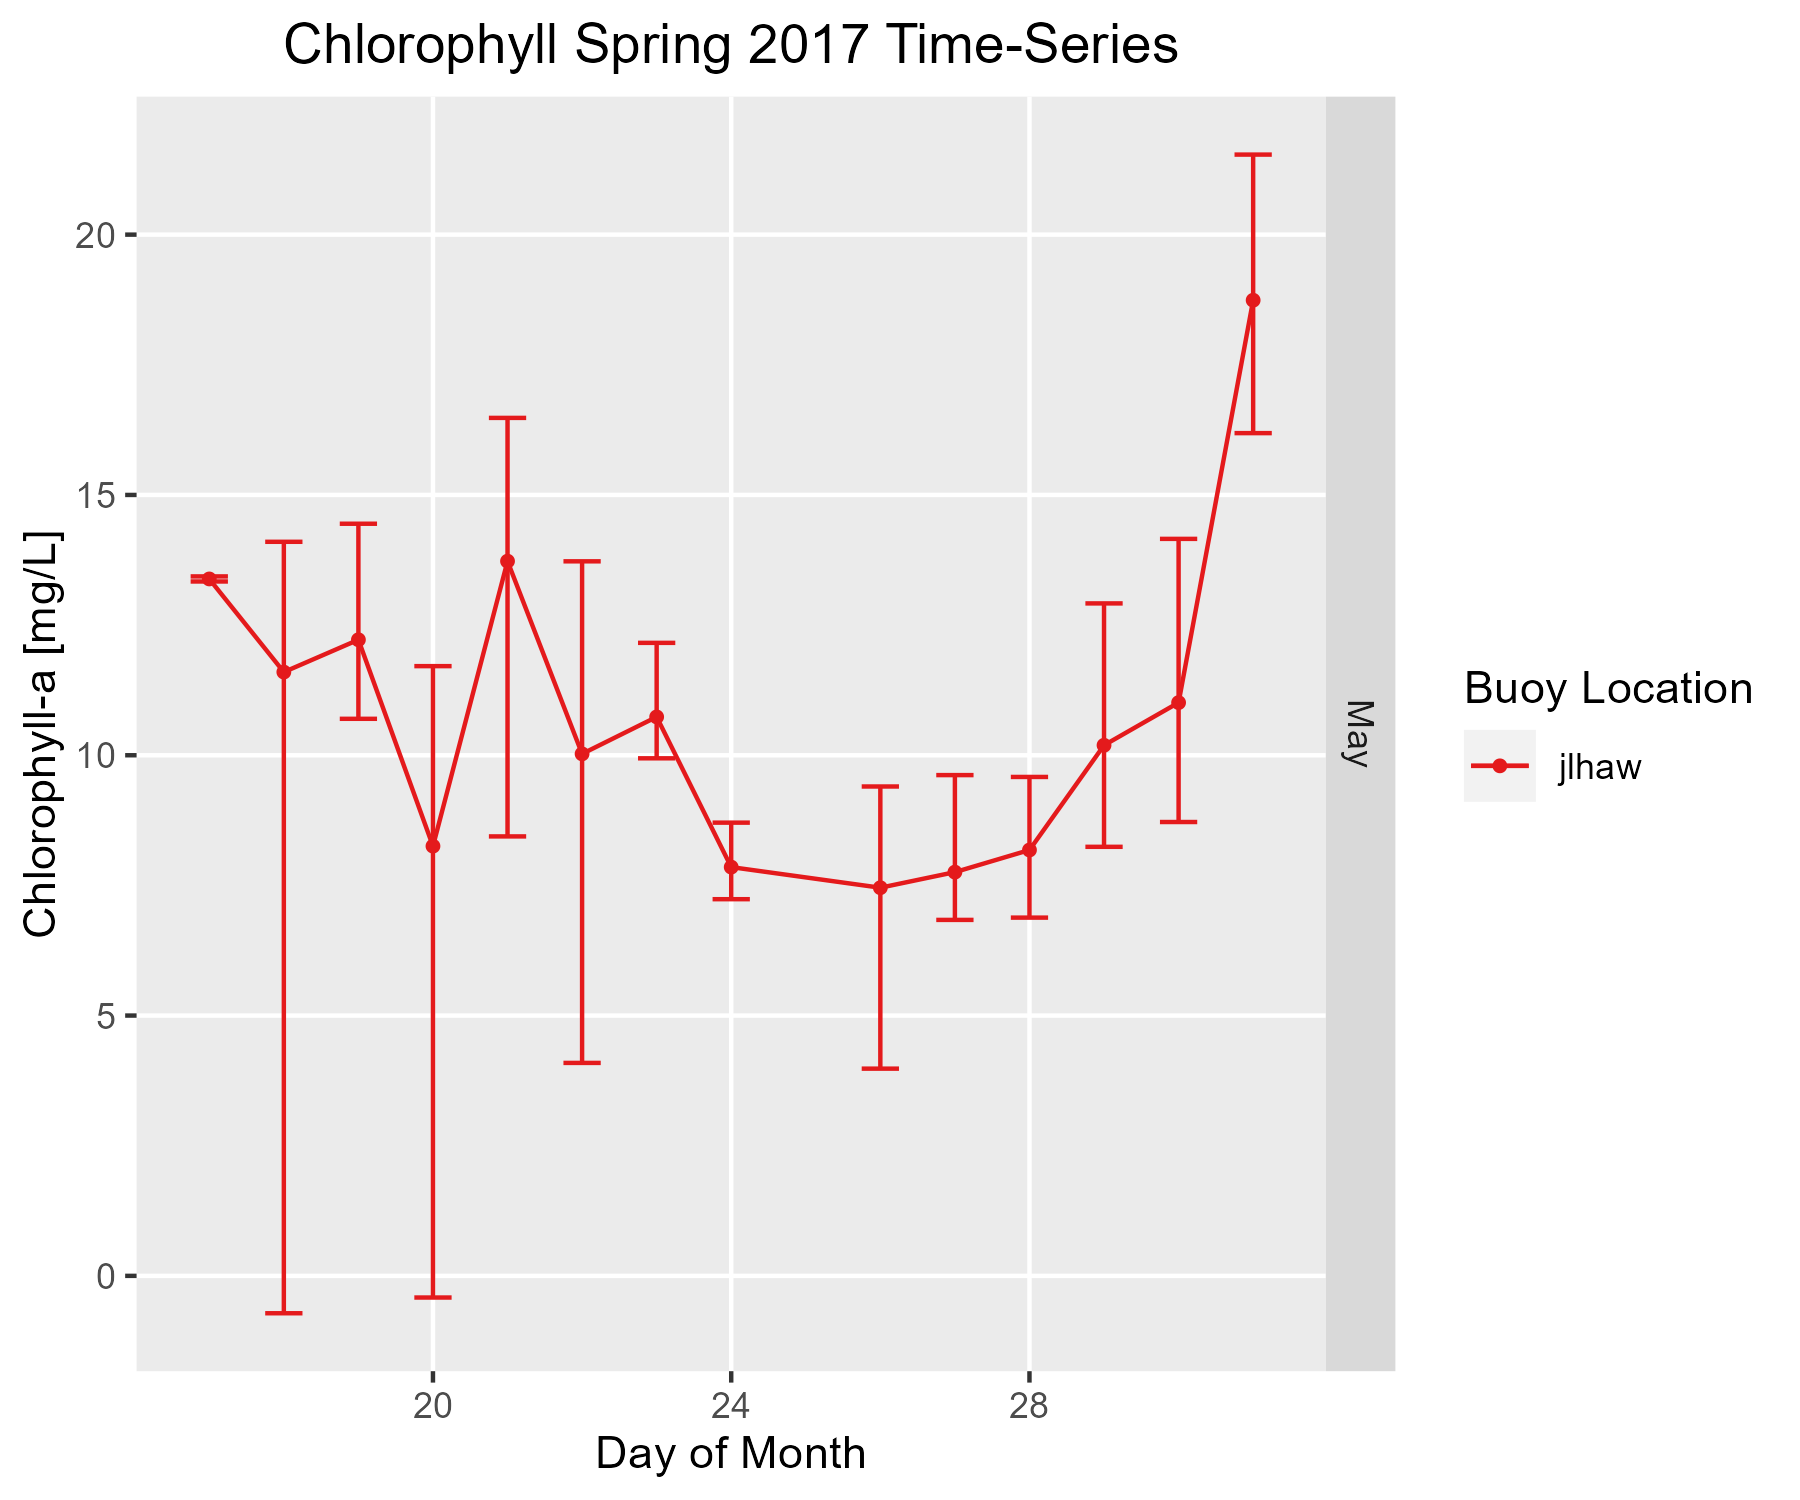 Chlorophyll Spring 2017 Time-Series
Chlorophyll-a [mg/L]
20
15
10
5
0
20
24
28
Day of Month
May
Buoy Location
jlhaw